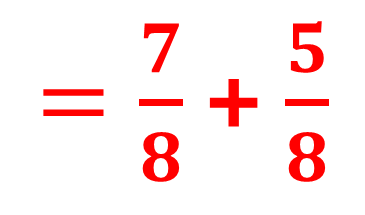 = 7/8 + 5/8